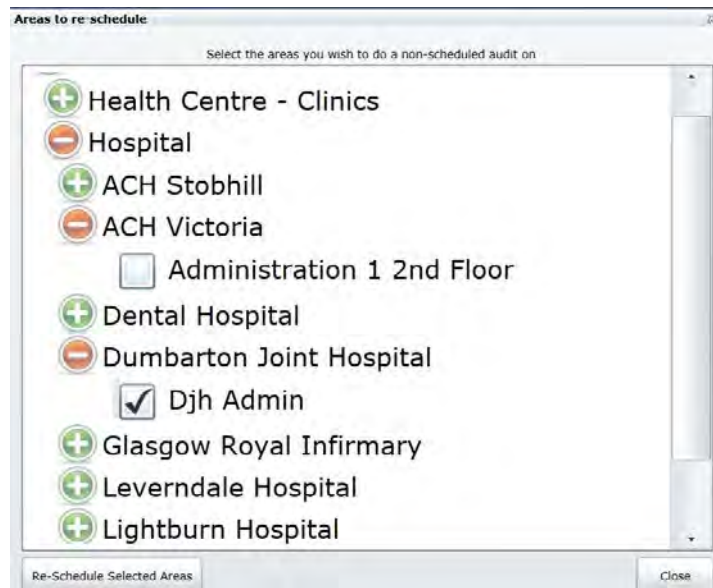 Areas to re schedule
Select the areas you wish to do a non-scheduled audit on
Health Centre - Clinics
Hospital
ACH Stobhill
ACH Victoria
Administration 1 2nd Floor
Dental Hospital
Dumbarton Joint Hospital
Djh Admin
Glasgow Royal Infirmary
Leverndale Hospital
Lightburn Hospital
Re-Schedule Selected Areas
Close